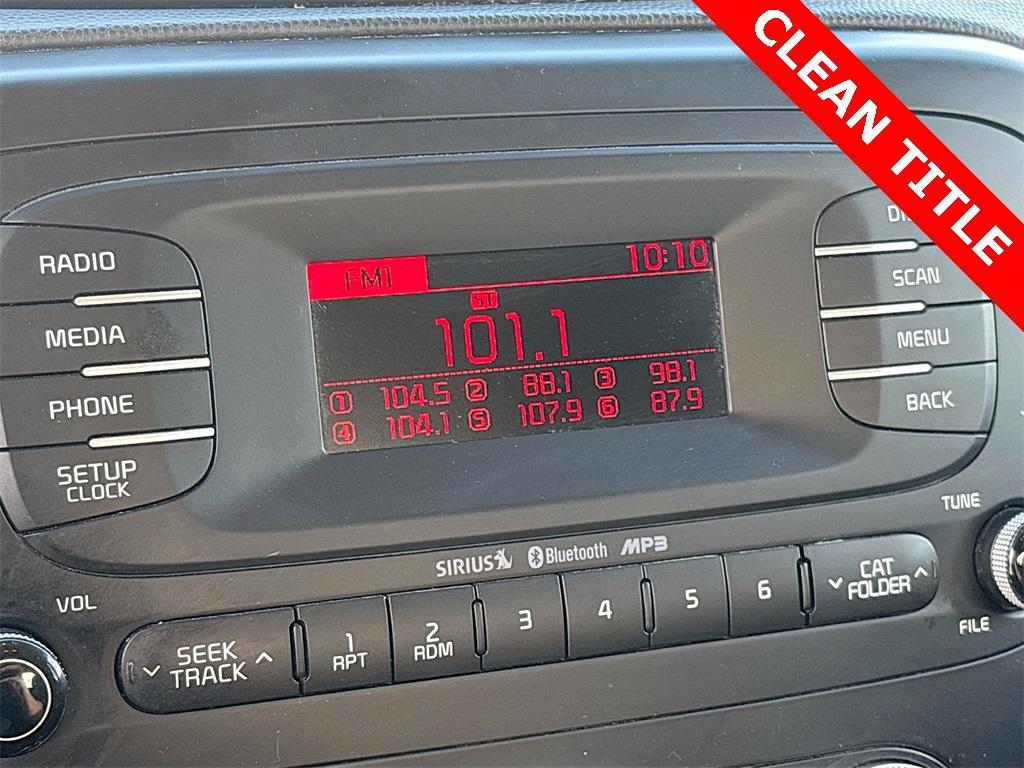 CLEAN TITLE
RADIO
MEDIA
PHONE
SETUP
CLOCK
FM1 10:10
ST
101.1
1 104.5 2 88.1 3 98.1
4 104.1 5 107.9 6 87.9
SCAN
MENU
BACK
TUNE
FILE
SIRIUS Bluetooth MP3
VOL
SEEK
TRACK
1
RPT
2
RDM
3
4
5
6
CAT
FOLDER